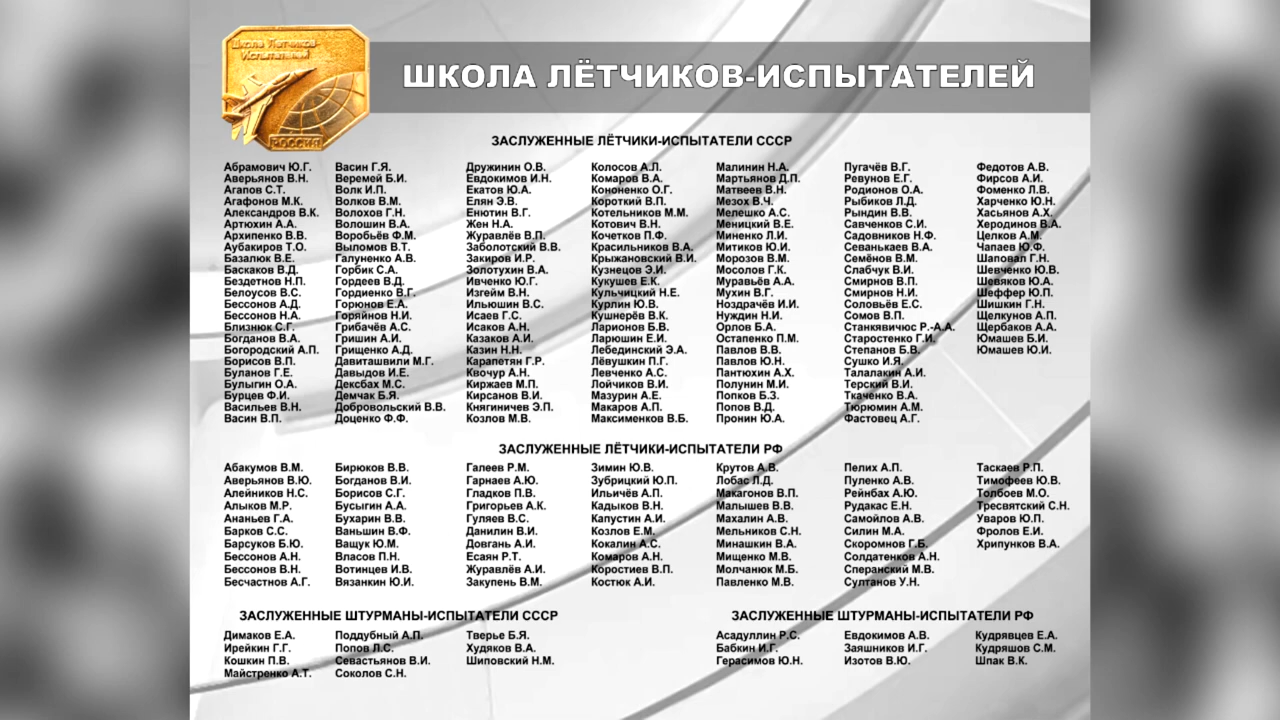 Школа Лётчиков-
Испытателей
РОССИЯ
ШКОЛА ЛЁТЧИКОВ-ИСПЫТАТЕЛЕЙ
ЗАСЛУЖЕННЫЕ ЛЁТЧИКИ-ИСПЫТАТЕЛИ СССР
Абрамович Ю.Г. Васин Г.Я. Дружинин О.В. Колосов А.Л. Малинин Н.А. Пугачёв В.Г. Федотов А.В.
Аверьянов В.Н. Веремей Б.И. Евдокимов И.Н. Комаров В.А. Мартьянов Д.П. Ревунов Е.Г. Фирсов А.И.
Агапов С.Т. Волк И.П. Екатов Ю.А. Кононенко О.Г. Матвеев В.Н. Родионов О.А. Фоменко Л.В.
Агафонов М.К. Волков В.М. Елян Э.В. Короткий В.П. Мезох В.Ч. Рыбиков Л.Д. Харченко Ю.Н.
Александров В.К. Волохов Г.Н. Енютин В.Г. Котельников М.М. Мелешко А.С. Рындин В.В. Хасьянов А.Х.
Артюхин А.А. Волошин В.А. Жен Н.А. Котович В.Н. Меницкий В.Е. Савченков С.И. Херодинов В.А.
Архипенко В.В. Воробьёв Ф.М. Журавлёв В.П. Кочетков П.Ф. Миненко Л.И. Садовников Н.Ф. Целков А.М.
Аубакиров Т.О. Выломов В.Т. Заболотский В.В. Красильников В.А. Митиков Ю.И. Севанькаев В.А. Чапаев Ю.Ф.
Базалюк В.Е. Галуненко А.В. Закиров И.Р. Крыжановский В.И. Морозов В.М. Семёнов В.М. Шаповал Г.Н.
Баскаков В.Д. Горбик С.А. Золотухин В.А. Кузнецов Э.И. Мосолов Г.К. Слабчук В.И. Шевченко Ю.В.
Бездетнов Н.П. Гордеев В.Д. Ивченко Ю.Г. Кукушев Е.К. Муравьёв А.А. Смирнов В.П. Шевяков Ю.А.
Белоусов В.С. Гордиенко В.Г. Изгейм В.Н. Кульчицкий Н.Е. Мухин В.Г. Смирнов Н.И. Шеффер Ю.П.
Бессонов А.Д. Горюнов Е.А. Ильюшин В.С. Курлин Ю.В. Ноздрачёв И.И. Соловьёв Е.С. Шишкин Г.Н.
Бессонов Н.А. Горяйнов Н.И. Исаев Г.С. Кушнерёв В.К. Нуждин Н.И. Сомов В.П. Щелкунов А.П.
Близнюк С.Г. Грибачёв А.С. Исаков А.Н. Ларионов Б.В. Орлов Б.А. Станкявичюс Р.-А.А. Щербаков А.А.
Богданов В.А. Гришин А.И. Казаков А.И. Ларюшин Е.И. Остапенко П.М. Старостенко Г.И. Юмашев Б.И.
Богородский А.П. Грищенко А.Д. Казин Н.Н. Лебединский Э.А. Павлов В.В. Степанов Б.В. Юмашев Ю.И.
Борисов В.П. Давиташвили М.Г. Карапетян Г.Р. Лёвушкин П.Г. Павлов Ю.Н. Сушко И.Я.
Буланов Г.Е. Давыдов И.Е. Квочур А.Н. Левченко А.С. Пантюхин А.Х. Талалакин А.И.
Булыгин О.А. Дексбах М.С. Киржаев М.П. Лойчиков В.И. Полунин М.И. Терский В.И.
Бурцев Ф.И. Демчак Б.Я. Кирсанов В.И. Мазурин А.Е. Попков Б.З. Ткаченко В.А.
Васильев В.Н. Добровольский В.В. Княгиничев Э.П. Макаров А.П. Попов В.Д. Тюрюмин А.М.
Васин В.П. Доценко Ф.Ф. Козлов М.В. Максименков В.Б. Пронин Ю.А. Фастовец А.Г.
ЗАСЛУЖЕННЫЕ ЛЁТЧИКИ-ИСПЫТАТЕЛИ РФ
Абакумов В.М. Бирюков В.В. Галеев Р.М. Зимин Ю.В. Крутов А.В. Пелих А.П. Таскаев Р.П.
Аверьянов В.Ю. Богданов В.И. Гарнаев А.Ю. Зубрицкий Ю.П. Лобас Л.Д. Пуленко А.В. Тимофеев Ю.В.
Алейников Н.С. Борисов С.Г. Гладков П.В. Ильичёв А.П. Макагонов В.П. Рейнбах А.Ю. Толбоев М.О.
Алыков М.Р. Бусыгин А.А. Григорьев А.К. Кадыков В.Н. Малышев В.В. Рудакас Е.Н. Тресвятский С.Н.
Ананьев Г.А. Бухарин В.В. Гуляев В.С. Капустин А.И. Махалин А.В. Самойлов А.В. Уваров Ю.П.
Барков С.С. Ваньшин В.Ф. Данилин В.И. Козлов Е.М. Мельников С.Н. Силин М.А. Фролов Е.И.
Барсуков Б.Ю. Ващук Ю.М. Довгань А.И. Кокалин А.С. Минашкин В.А. Скоромнов Г.Б. Хрипунков В.А.
Бессонов А.Н. Власов П.Н. Есаян Р.Т. Комаров А.Н. Мищенко М.В. Солдатенков А.Н.
Бессонов В.Н. Вотинцев И.В. Журавлёв А.И. Коростиев В.П. Молчанюк М.Б. Сперанский М.В.
Бесчастнов А.Г. Вязанкин Ю.И. Закупень В.М. Костюк А.И. Павленко М.В. Султанов У.Н.
ЗАСЛУЖЕННЫЕ ШТУРМАНЫ-ИСПЫТАТЕЛИ СССР ЗАСЛУЖЕННЫЕ ШТУРМАНЫ-ИСПЫТАТЕЛИ РФ
Димаков Е.А. Поддубный А.П. Тверье Б.Я. Асадуллин Р.С. Евдокимов А.В. Кудрявцев Е.А.
Ирейкин Г.Г. Попов Л.С. Худяков В.А. Бабкин И.Г. Заяшников И.Г. Кудряшов С.М.
Кошкин П.В. Севастьянов В.И. Шиповский Н.М. Герасимов Ю.Н. Изотов В.Ю. Шпак В.К.
Майстренко А.Т. Соколов С.Н.